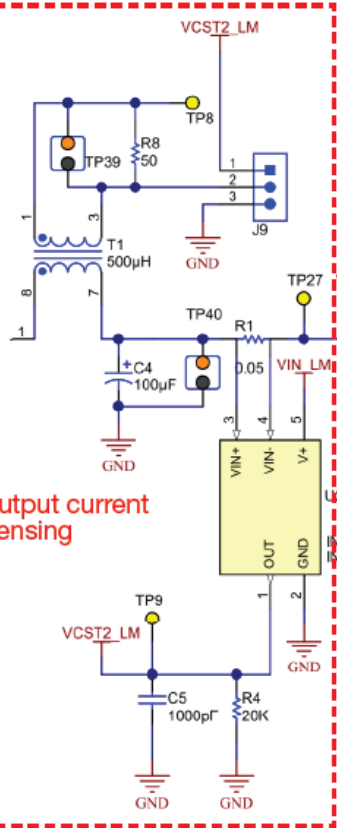 VCST2_LM
TP8
R8
50
TP39
1
2
3
J9
GND
1
3
T1
500µH
8
7
1
TP27
TP40
R1
0.05
VIN_LM
C4
+
100µF
GND
3
4
5
VIN+
VIN-
V+
utput current
ensing
OUT
GND
1
2
GND
TP9
VCST2_LM
C5
1000pF
R4
20K
GND
GND